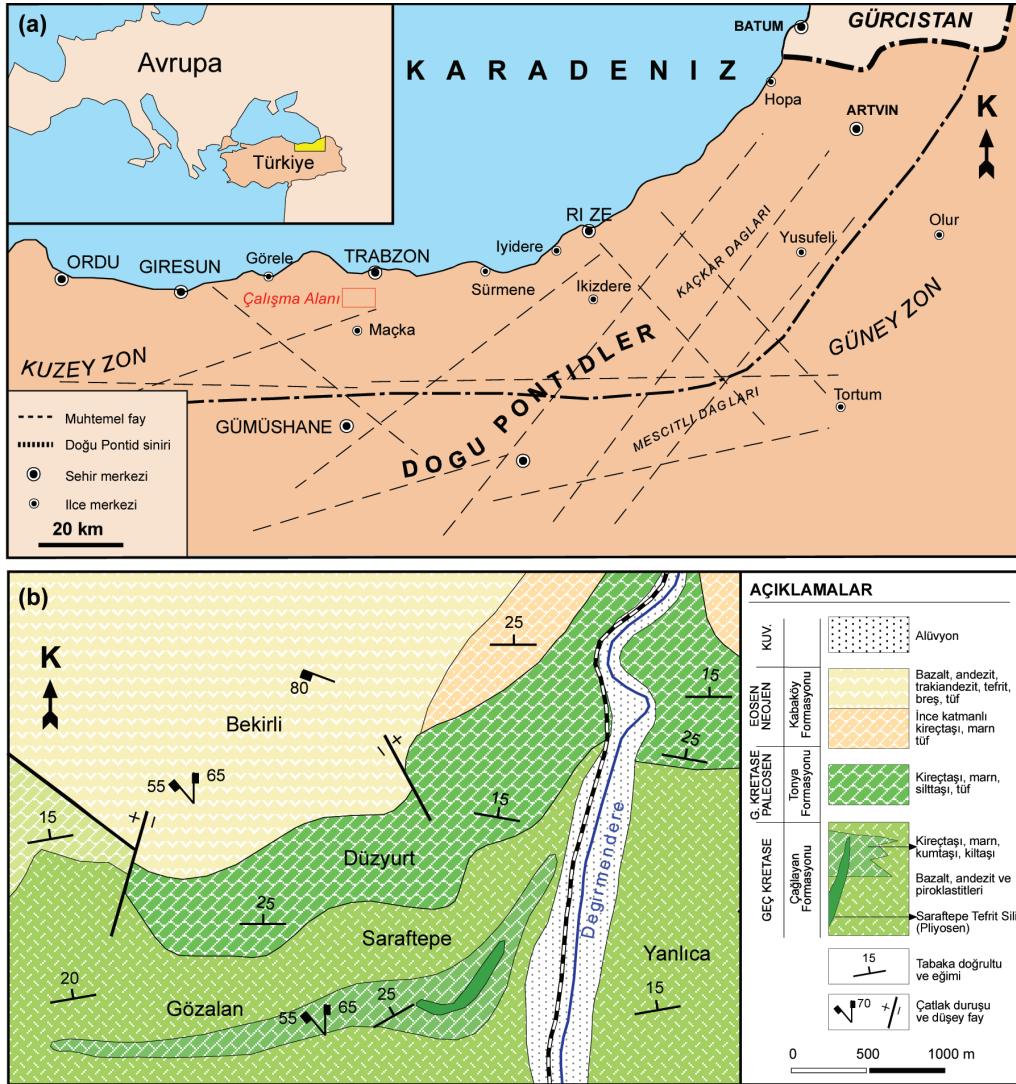 (a)
Avrupa
Türkiye
KARADENIZ
BATUM
GÜRCISTAN
Hopa
ARTVIN
K
RI ZE
Iyidere
Olur
Yusufeli
KAÇKAR DAGLARI
ORDU
GIRESUN
Görele
TRABZON
Sürmene
Ikizdere
Çalışma Alanı
Maçka
KUZEY ZON
GÜNEY ZON
DOGU PONTIDLER
MESCITLI DAGLARI
Tortum
GÜMÜSHANE
Muhtemel fay
Doğu Pontid siniri
Sehir merkezi
Ilce merkezi
20 km
(b)
K
25
80
Bekirli
15
25
55
65
15
+
–
+
–
15
Düzyurt
25
Degirmendere
Saraftepe
Yanlıca
20
Gözalan
55
65
25
15
AÇIKLAMALAR
KUV.
Alüvyon
EOSEN
NEOJEN
Kabaköy
Formasyonu
Bazalt, andezit,
trakiandezit, tefrit,
breş, tüf
İnce katmanlı
kireçtaşı, marn
tüf
G. KRETASE
PALEOSEN
Tonya
Formasyonu
Kireçtaşı, marn,
silttaşı, tüf
GEÇ KRETASE
Çağlayan
Formasyonu
Kireçtaşı, marn,
kumtaşı, kiltaşı
Bazalt, andezit ve
piroklastitleri
Saraftepe Tefrit Sili
(Pliyosen)
15
Tabaka doğrultu
ve eğimi
70
+
–
Çatlak duruşu
ve düşey fay
0 500 1000 m